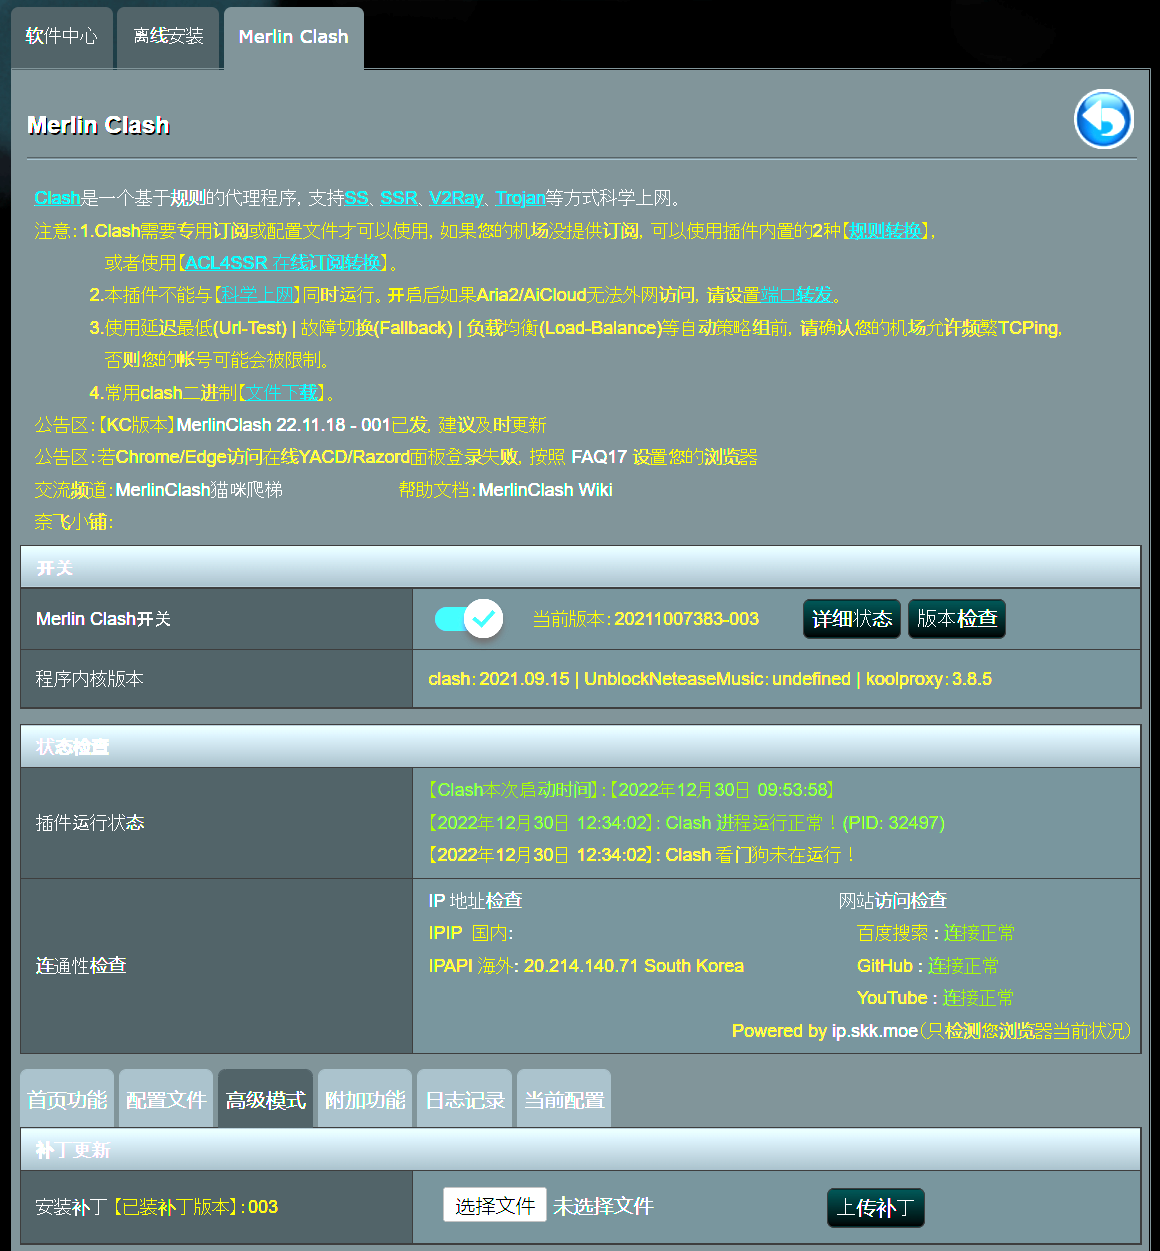 软件中心 离线安装 Merlin Clash
Merlin Clash
Clash是一个基于规则的代理程序, 支持SS、SSR、V2Ray、Trojan等方式科学上网。
注意:1.Clash需要专用订阅或配置文件才可以使用, 如果您的机场没提供订阅, 可以使用插件内置的2种【规则转换】,
或者使用【ACL4SSR 在线订阅转换】。
2.本插件不能与【科学上网】同时运行。开启后如果Aria2/AiCloud无法外网访问, 请设置端口转发。
3.使用延迟最低(Url-Test) | 故障切换(Fallback) | 负载均衡(Load-Balance)等自动策略组前, 请确认您的机场允许频繁TCPing,
否则您的帐号可能会被限制。
4.常用clash二进制【文件下载】。
公告区:【KC版本】MerlinClash 22.11.18 - 001已发, 建议及时更新
公告区:若Chrome/Edge访问在线YACD/Razord面板登录失败, 按照 FAQ17 设置您的浏览器
交流频道:MerlinClash猫咪爬梯 帮助文档:MerlinClash Wiki
奈飞小铺:
开关
Merlin Clash开关 当前版本:20211007383-003 详细状态 版本检查
程序内核版本 clash:2021.09.15 | UnblockNeteaseMusic:undefined | koolproxy:3.8.5
状态检查
【Clash本次启动时间】:【2022年12月30日 09:53:58】
插件运行状态 【2022年12月30日 12:34:02】: Clash 进程运行正常！(PID: 32497)
【2022年12月30日 12:34:02】: Clash 看门狗未在运行！
IP 地址检查 网站访问检查
IPIP 国内: 百度搜索 : 连接正常
连通性检查 IPAPI 海外: 20.214.140.71 South Korea GitHub : 连接正常
YouTube : 连接正常
Powered by ip.skk.moe(只检测您浏览器当前状况)
首页功能 配置文件 高级模式 附加功能 日志记录 当前配置
补丁更新
安装补丁【已装补丁版本】:003 选择文件 未选择文件 上传补丁